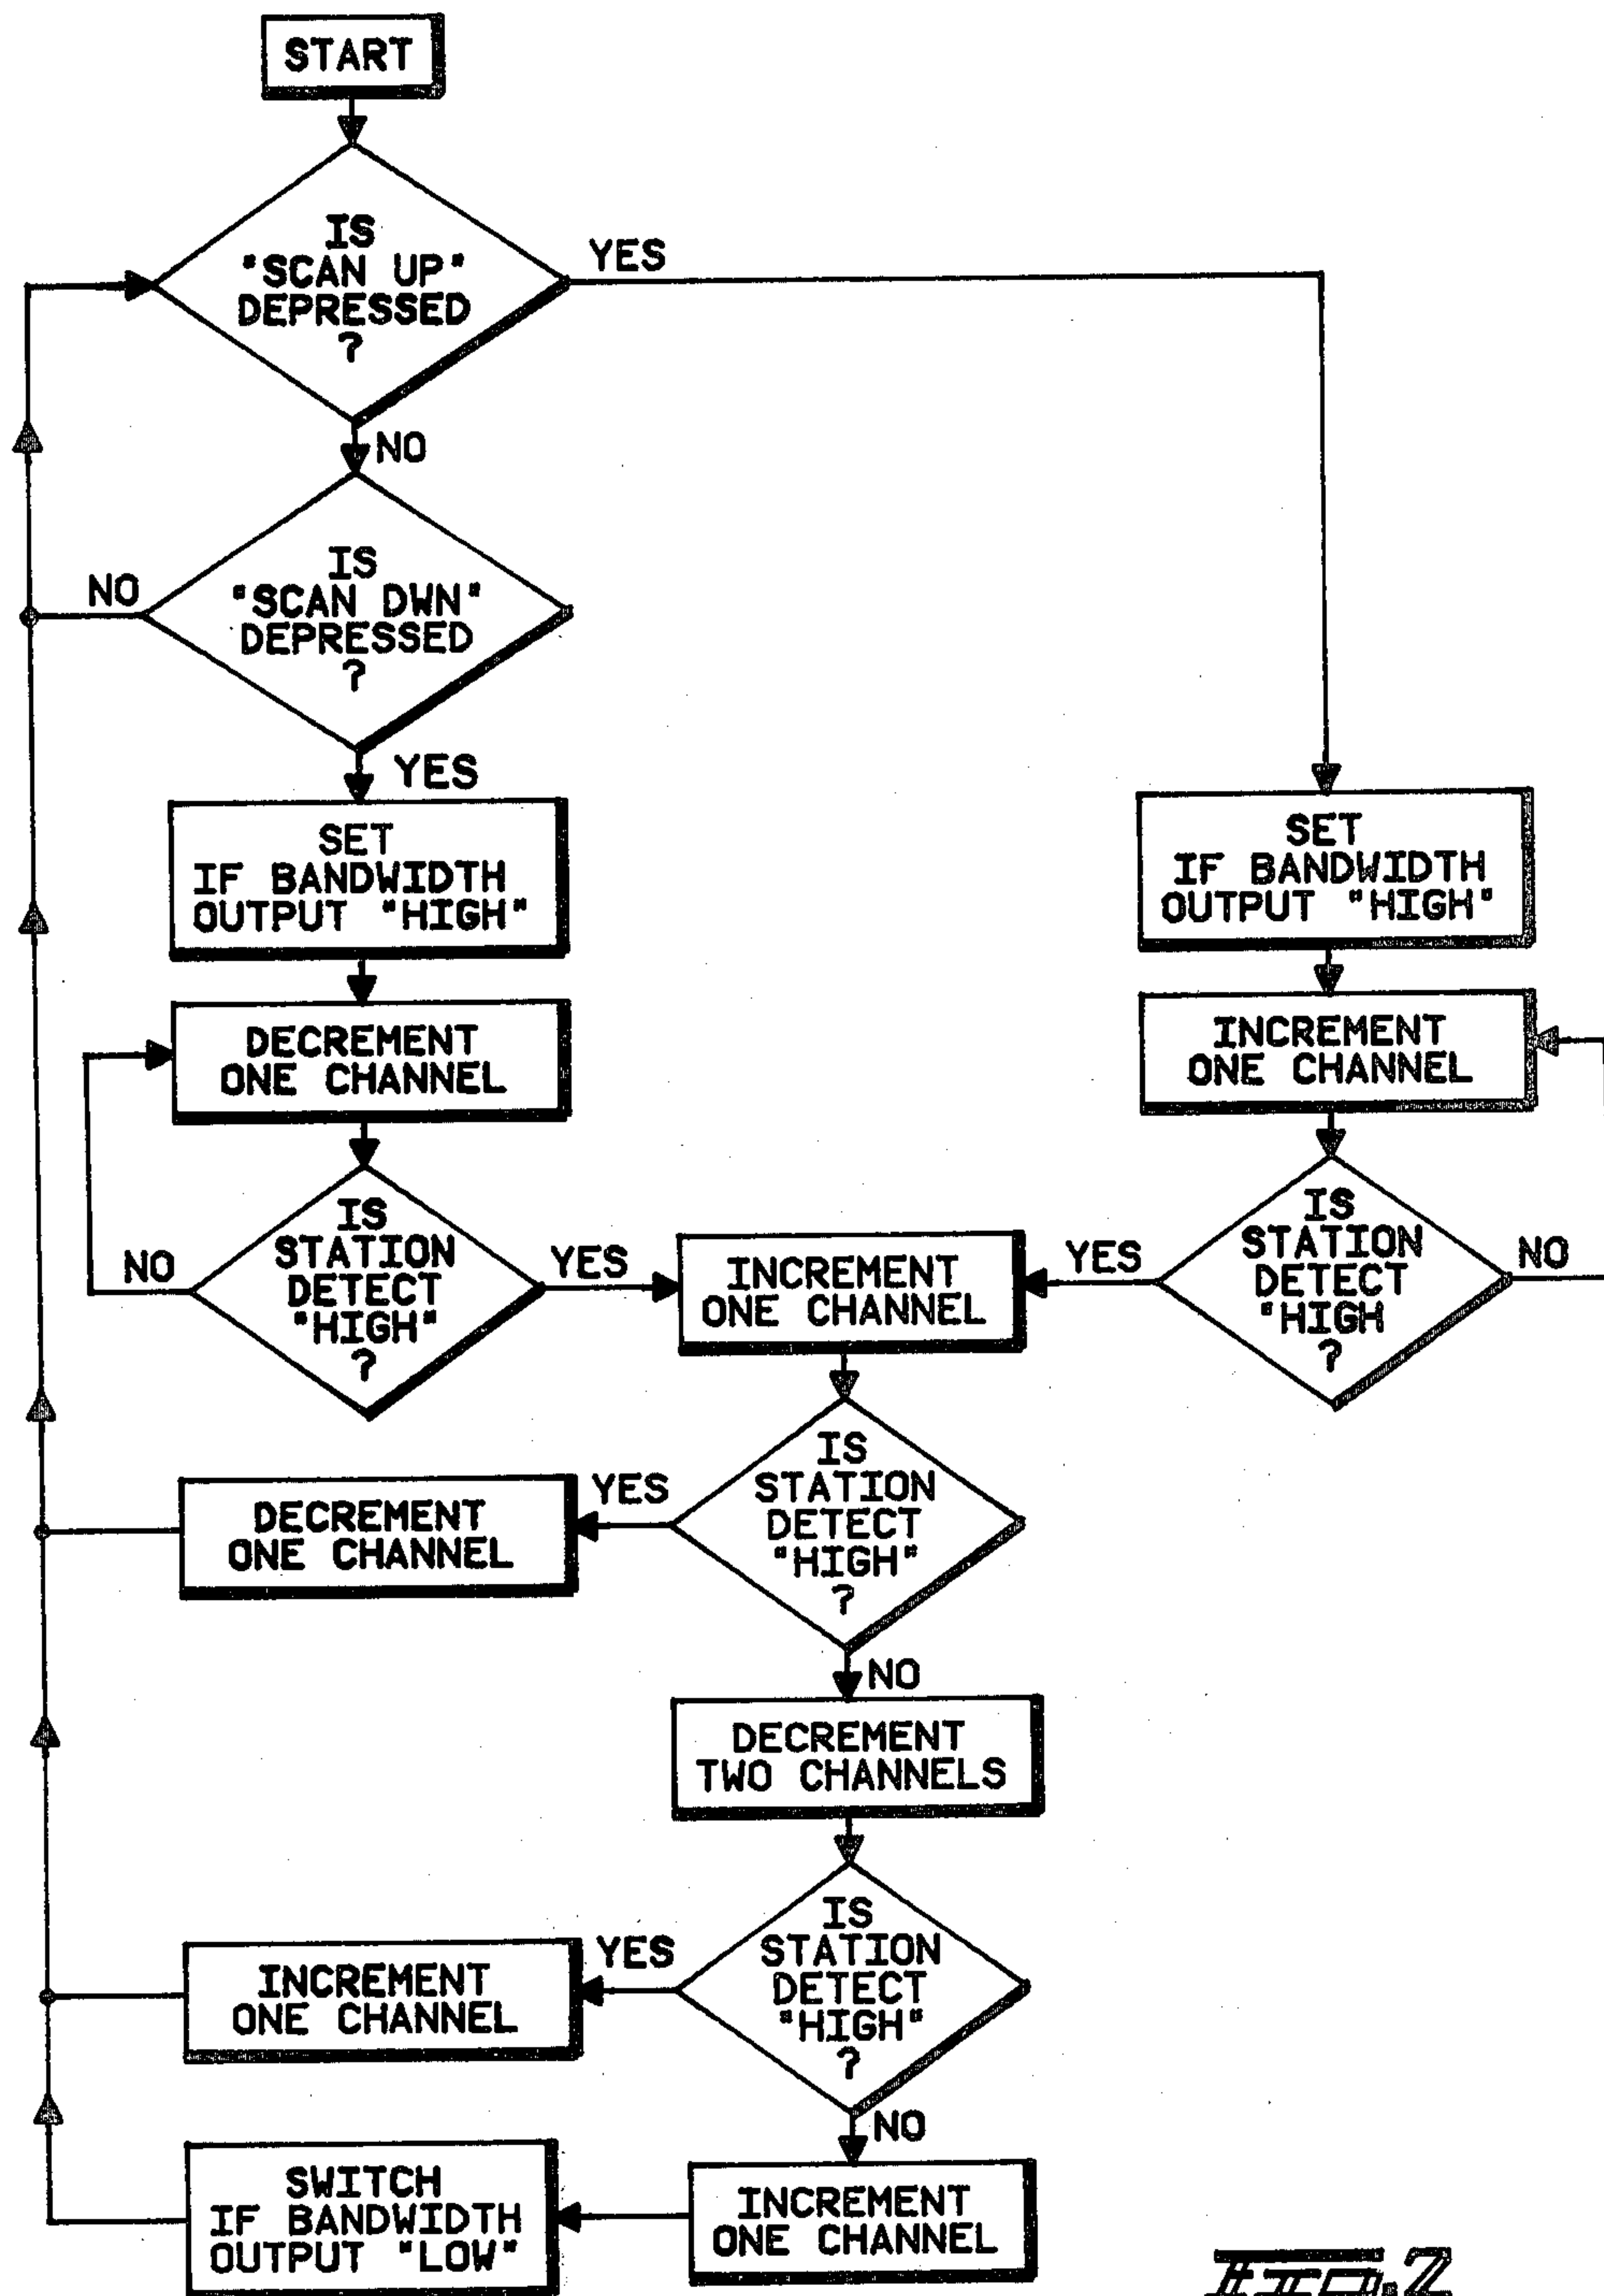 START
IS
"SCAN UP"
DEPRESSED
?
YES
NO
IS
"SCAN DWN"
DEPRESSED
?
NO
YES
SET
IF BANDWIDTH
OUTPUT "HIGH"
SET
IF BANDWIDTH
OUTPUT "HIGH"
DECREMENT
ONE CHANNEL
INCREMENT
ONE CHANNEL
IS
STATION
DETECT
"HIGH"
?
NO
YES
INCREMENT
ONE CHANNEL
YES
IS
STATION
DETECT
"HIGH
?
NO
IS
STATION
DETECT
"HIGH"
?
YES
DECREMENT
ONE CHANNEL
NO
DECREMENT
TWO CHANNELS
IS
STATION
DETECT
"HIGH"
?
YES
INCREMENT
ONE CHANNEL
NO
INCREMENT
ONE CHANNEL
SWITCH
IF BANDWIDTH
OUTPUT "LOW"
FIG.2